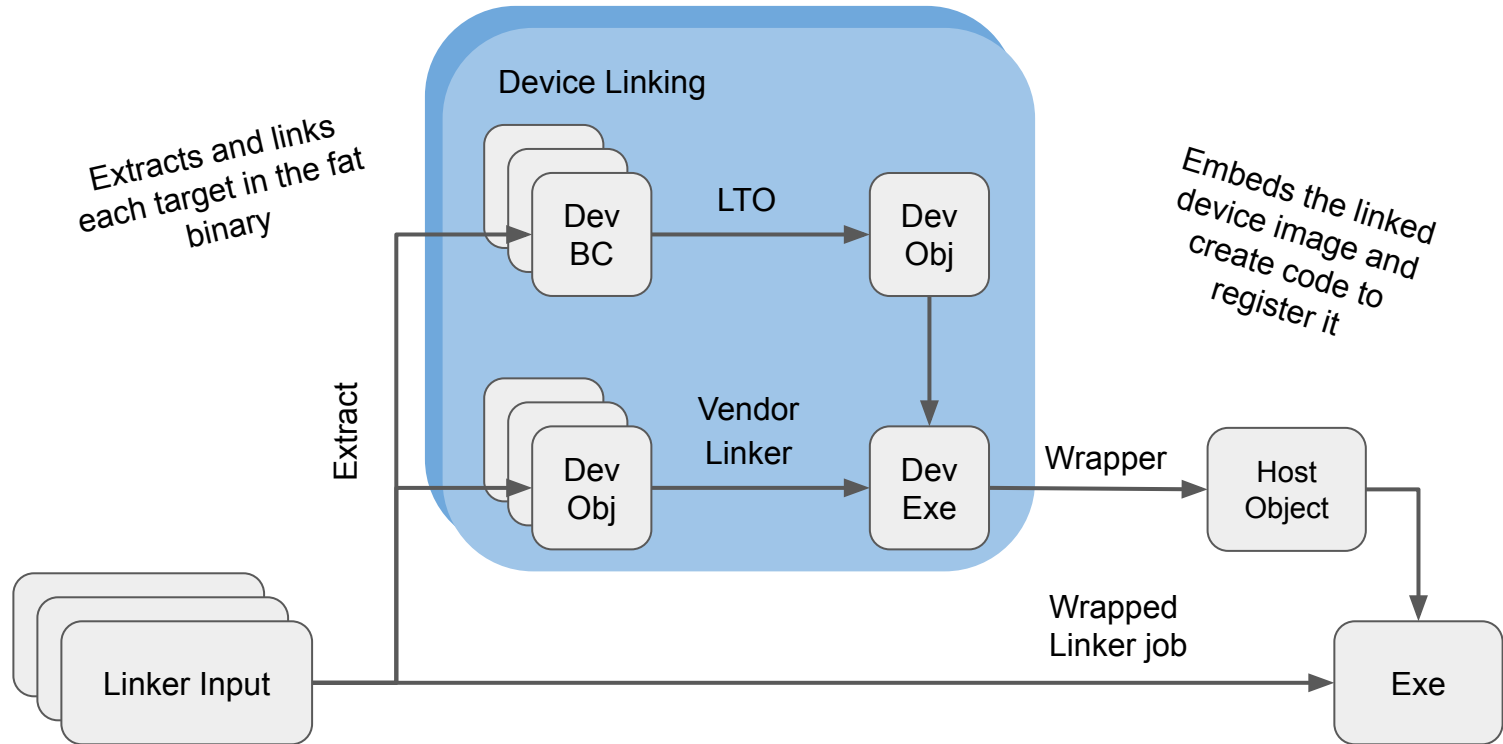 Device Linking
Extracts and links
each target in the fat
binary
Embeds the linked
device image and
create code to
register it
Dev
BC
LTO
Dev
Obj
Extract
Dev
Obj
Vendor
Linker
Dev
Exe
Wrapper
Host
Object
Linker Input
Wrapped
Linker job
Exe